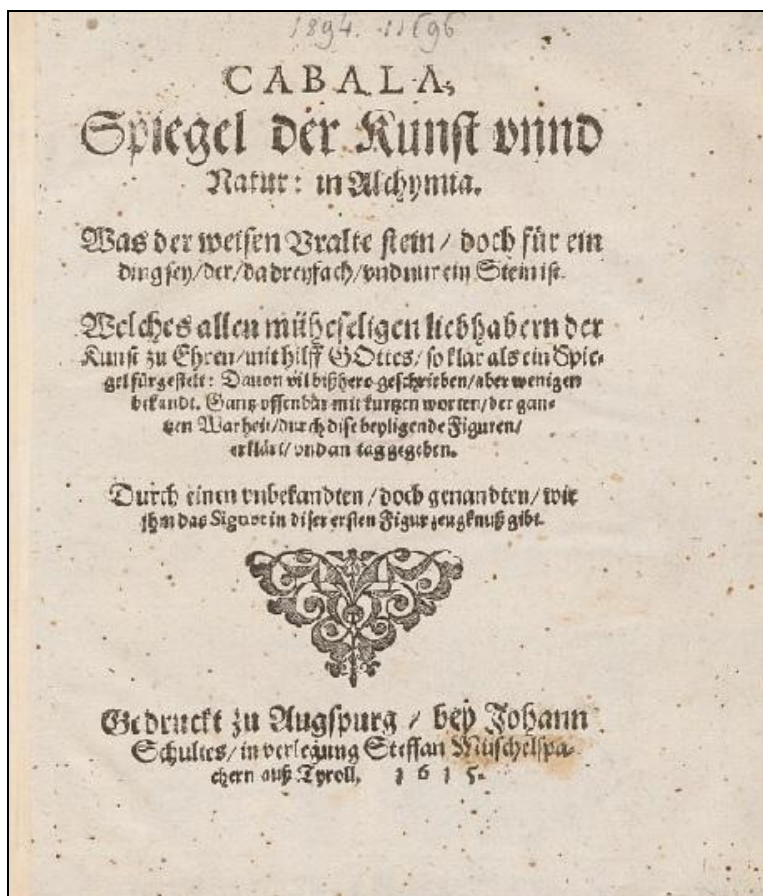 1894. 11696
CABALA,
Spiegel der Kunst vnnd
Natur: in Alchymia.
Was der weisen Vralte stein/ doch für ein
ding sey/der/da dreyfach/vnd nur ein Stein ist.
Welches allen müheseligen liebhabern der
Kunst zu Ehren/mit hilff GOttes/so klar als ein Spie-
gel fürgestelt: Dauon vil bißhero geschrieben/aber wenigen
bekandt. Gantz offenbar mit kurtzen worten/der gan-
tzen Warheit/durch dise beyligende Figuren/
erklärt/vnd an tag gegeben.
Durch einen vnbekandten/doch genandten/wie
ihm das Signot in diser ersten Figur zeugknuß gibt.
Gedruckt zu Augspurg/ bey Johann
Schultes/in verlegung Steffan Müschelspa-
chern auß Tyroll. 1615.